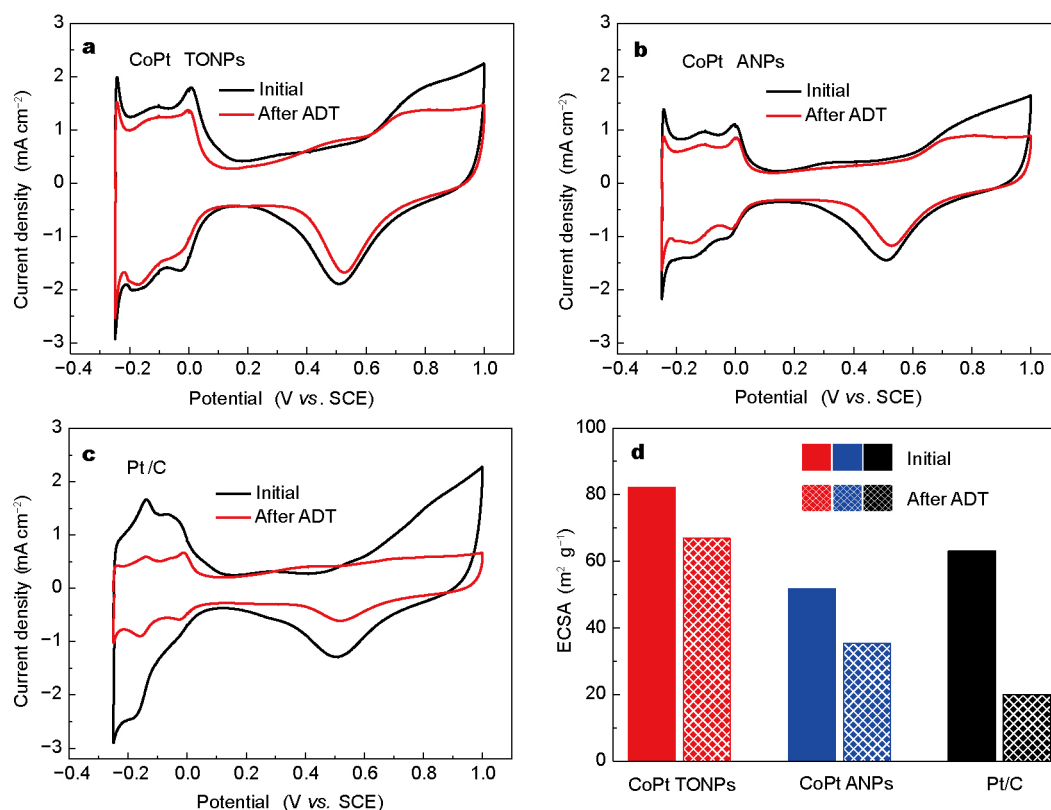 a
CoPt TONPs
Initial
After ADT
3
2
1
0
−1
−2
−3
Current density (mA cm⁻²)
−0.4 −0.2 0.0 0.2 0.4 0.6 0.8 1.0
Potential (V vs. SCE)
b
CoPt ANPs
Initial
After ADT
3
2
1
0
−1
−2
−3
Current density (mA cm⁻²)
−0.4 −0.2 0.0 0.2 0.4 0.6 0.8 1.0
Potential (V vs. SCE)
c
Pt/C
Initial
After ADT
3
2
1
0
−1
−2
−3
Current density (mA cm⁻²)
−0.4 −0.2 0.0 0.2 0.4 0.6 0.8 1.0
Potential (V vs. SCE)
d
Initial
After ADT
100
80
60
40
20
0
ECSA (m² g⁻¹)
CoPt TONPs CoPt ANPs Pt/C